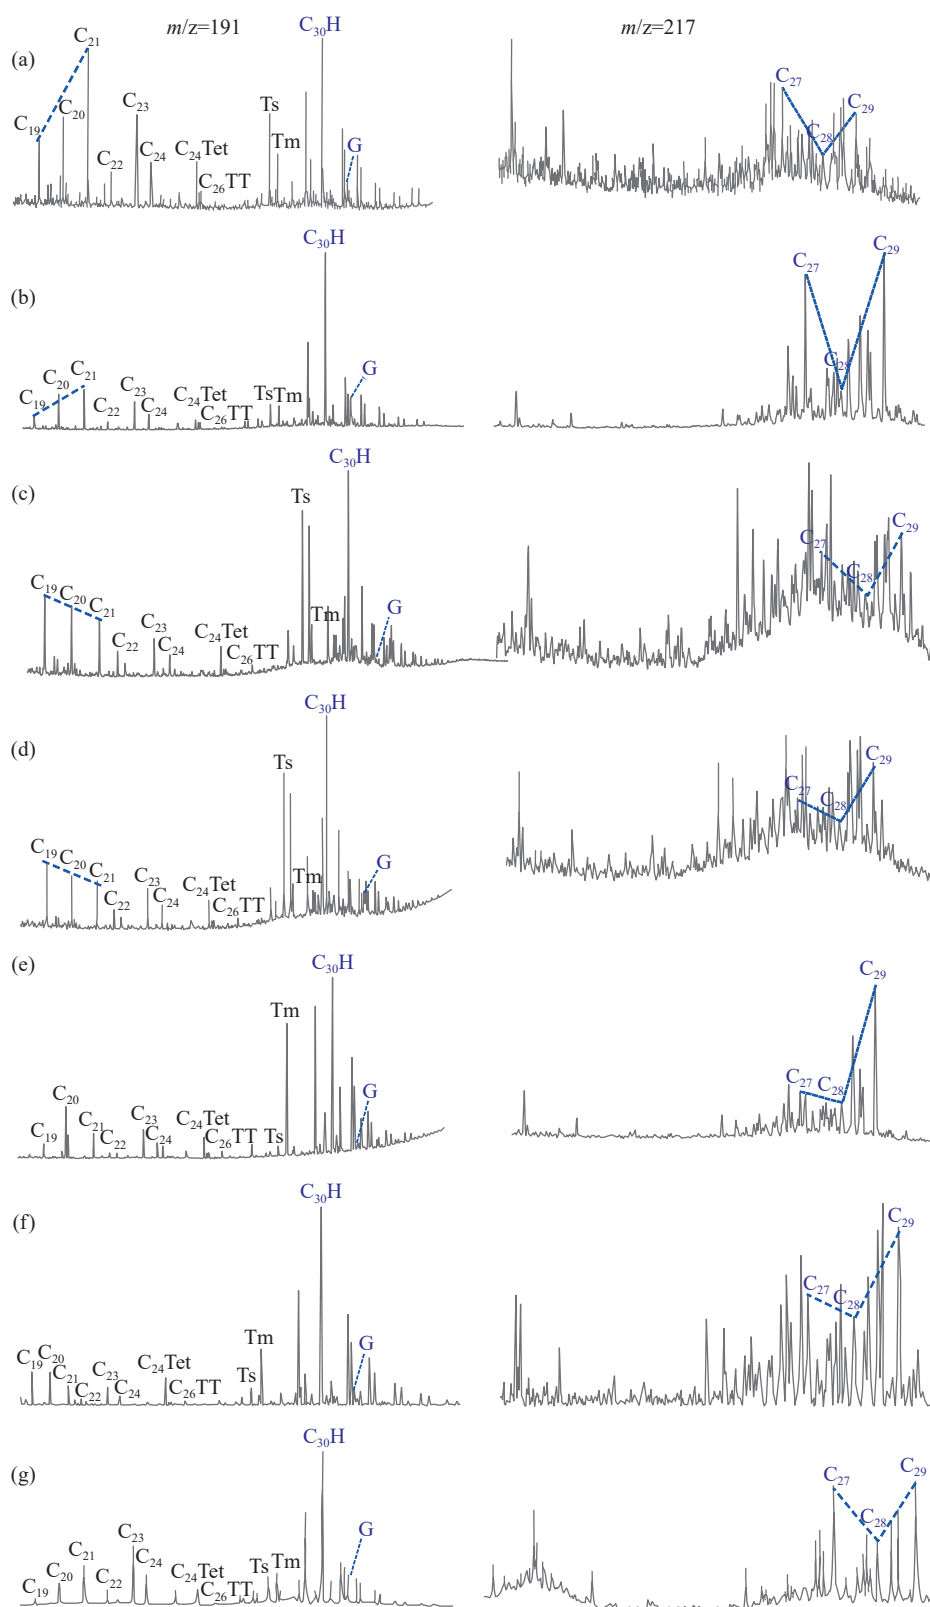 m/z=191 C₃₀H m/z=217
(a) C₁₉ C₂₀ C₂₁ C₂₂ C₂₃ C₂₄ C₂₄Tet C₂₆TT Ts Tm G C₂₇ C₂₈ C₂₉
C₃₀H
(b) C₁₉ C₂₀ C₂₁ C₂₂ C₂₃ C₂₄ C₂₄Tet C₂₆TT Ts Tm G C₂₇ C₂₈ C₂₉
C₃₀H
(c) C₁₉ C₂₀ C₂₁ C₂₂ C₂₃ C₂₄ C₂₄Tet C₂₆TT Ts Tm G C₂₇ C₂₈ C₂₉
C₃₀H
(d) C₁₉ C₂₀ C₂₁ C₂₂ C₂₃ C₂₄ C₂₄Tet C₂₆TT Ts Tm G C₂₇ C₂₈ C₂₉
C₃₀H
(e) C₁₉ C₂₀ C₂₁ C₂₂ C₂₃ C₂₄ C₂₄Tet C₂₆TT Ts Tm G C₂₇ C₂₈ C₂₉
C₃₀H
(f) C₁₉ C₂₀ C₂₁ C₂₂ C₂₃ C₂₄ C₂₄Tet C₂₆TT Ts Tm G C₂₇ C₂₈ C₂₉
C₃₀H
(g) C₁₉ C₂₀ C₂₁ C₂₂ C₂₃ C₂₄ C₂₄Tet C₂₆TT Ts Tm G C₂₇ C₂₈ C₂₉